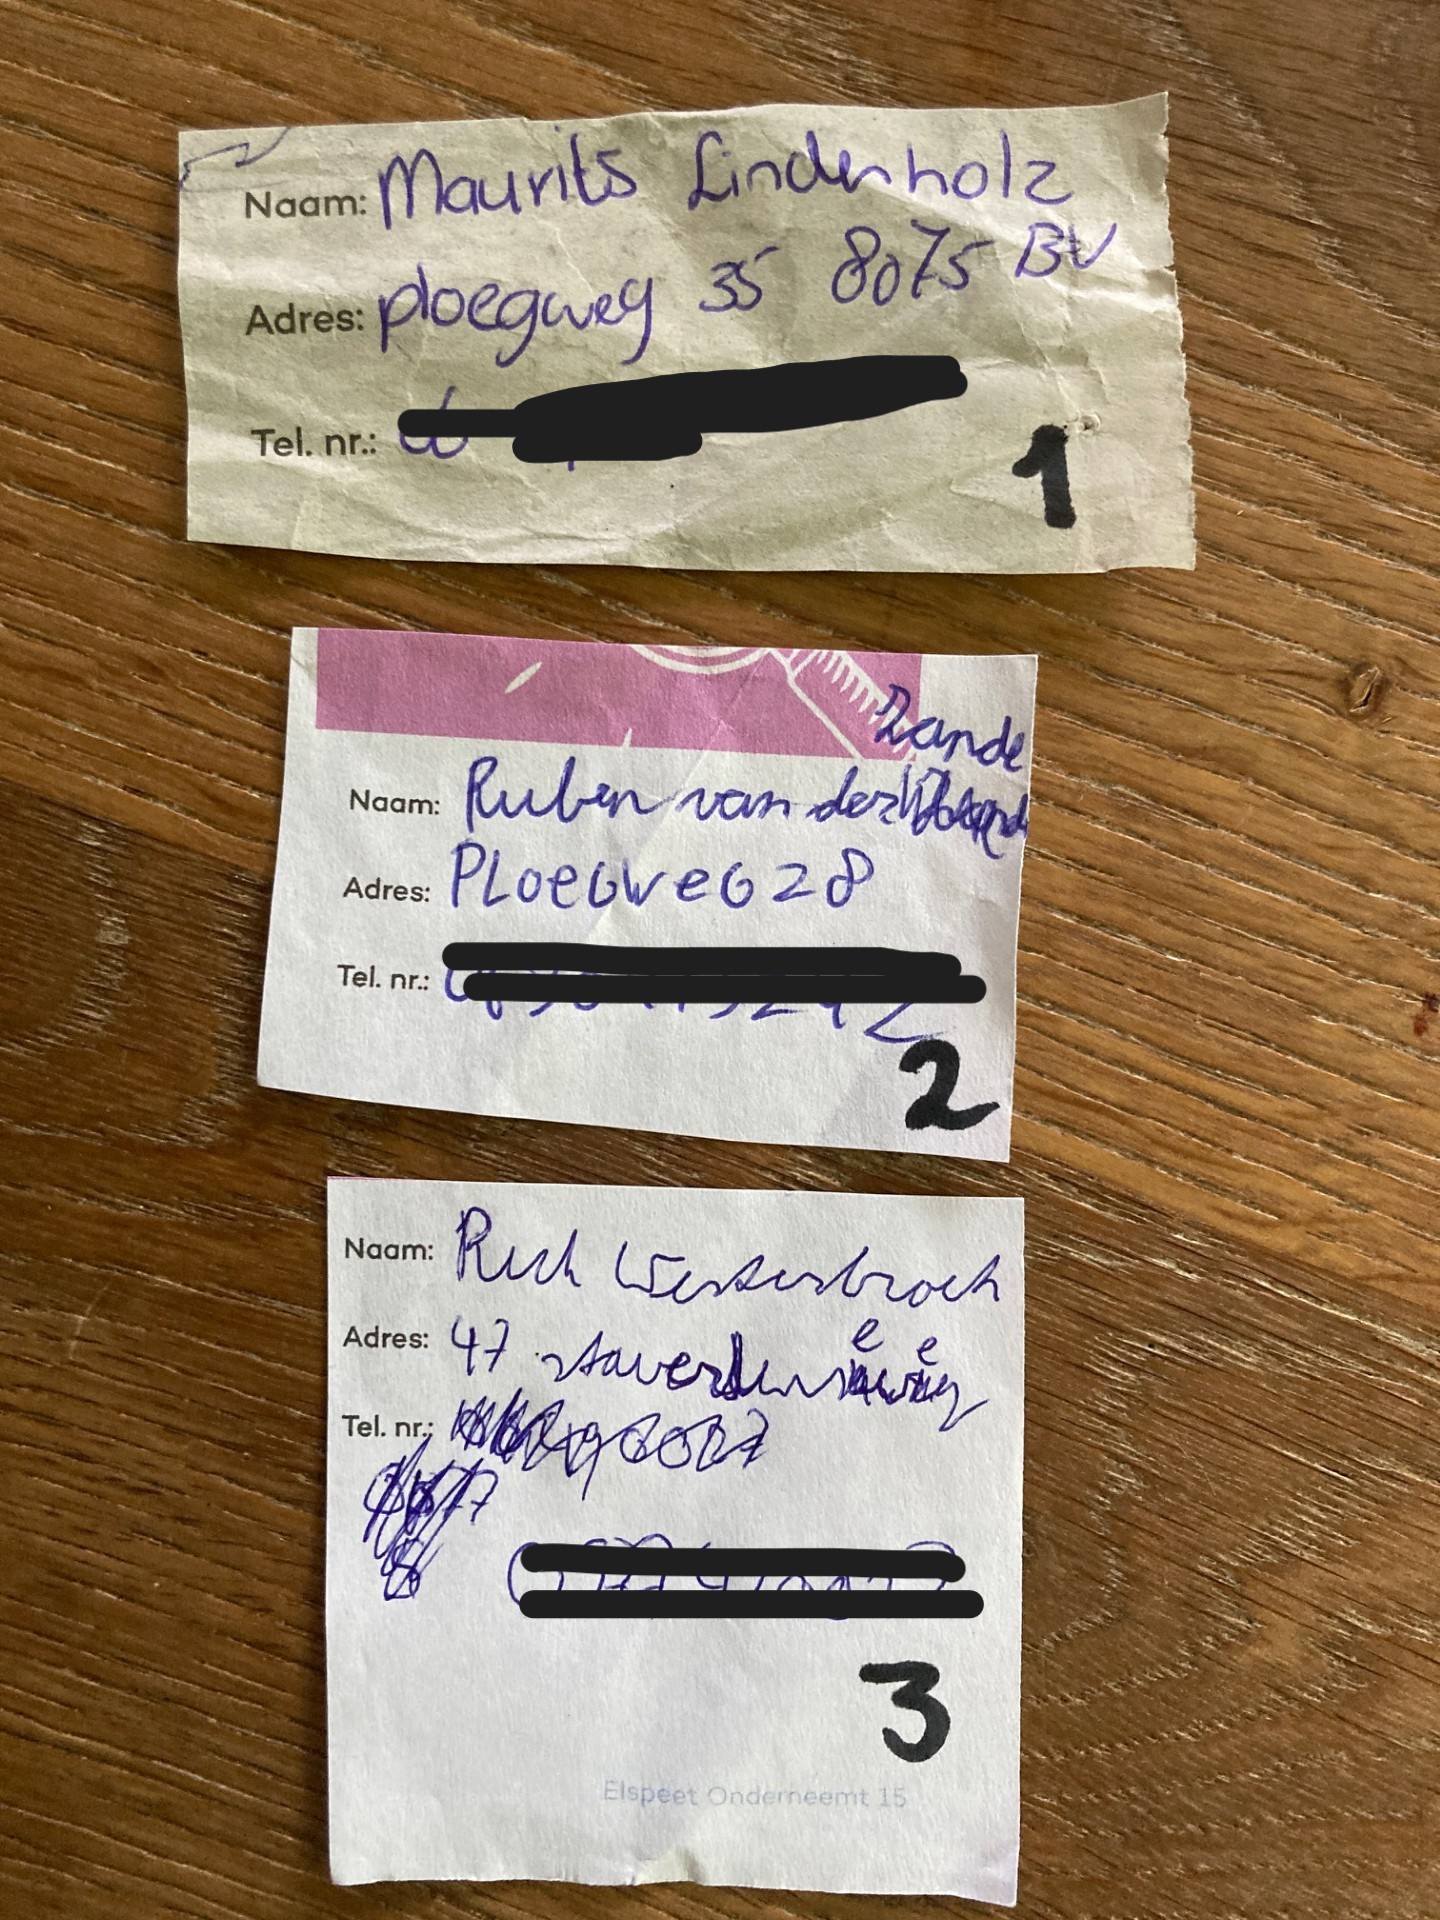 Naam: Maurits Lindenholz
Adres: ploegweg 35 8075 BV
Tel. nr.:
1
Zande
Naam: Ruben van der
Adres: PLoegweg 28
Tel. nr.:
2
Naam: Westerbroek
Adres: 47 staverdenseweg
Tel. nr.:
3
Elspeet Onderneemt 15